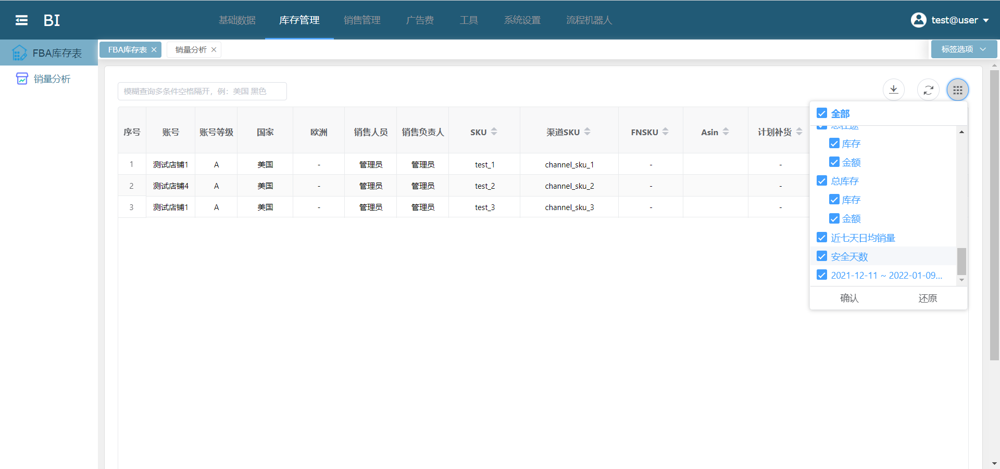 BI
基础数据 库存管理 销售管理 广告费 工具 系统设置 流程机器人
test@user
FBA库存表
销量分析
FBA库存表 销量分析 标签选项
模糊查询多条件空格隔开，例：美国 黑色
序号 账号 账号等级 国家 欧洲 销售人员 销售负责人 SKU 渠道SKU FNSKU Asin 计划补货
1 测试店铺1 A 美国 - 管理员 管理员 test_1 channel_sku_1 - -
2 测试店铺4 A 美国 - 管理员 管理员 test_2 channel_sku_2 - -
3 测试店铺1 A 美国 - 管理员 管理员 test_3 channel_sku_3 - -
全部
总在途
库存
金额
总库存
库存
金额
近七天日均销量
安全天数
2021-12-11 ~ 2022-01-09...
确认 还原